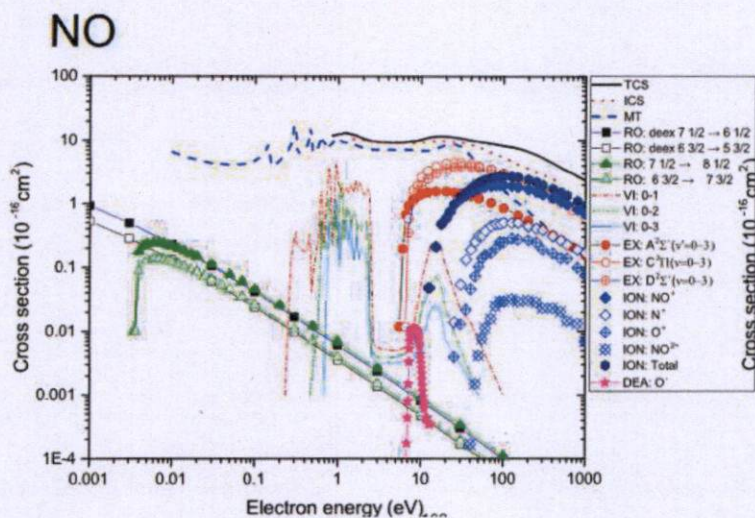 NO
100
10
1
0.1
0.01
0.001
1E-4
Cross section (10⁻¹⁶cm²)
0.001 0.01 0.1 1 10 100 1000
Electron energy (eV)
TCS
ICS
MT
RO: deex 7 1/2 → 6 1/2
RO: deex 6 3/2 → 5 3/2
RO: 7 1/2 → 8 1/2
RO: 6 3/2 → 7 3/2
VI: 0-1
VI: 0-2
VI: 0-3
EX: A²Σ⁺(v'=0-3)
EX: C²Π(v=0-3)
EX: D²Σ⁺(v=0-3)
ION: NO⁺
ION: N⁺
ION: O⁺
ION: NO²⁺
ION: Total
DEA: O⁻
Cross section (10⁻¹⁶cm²)